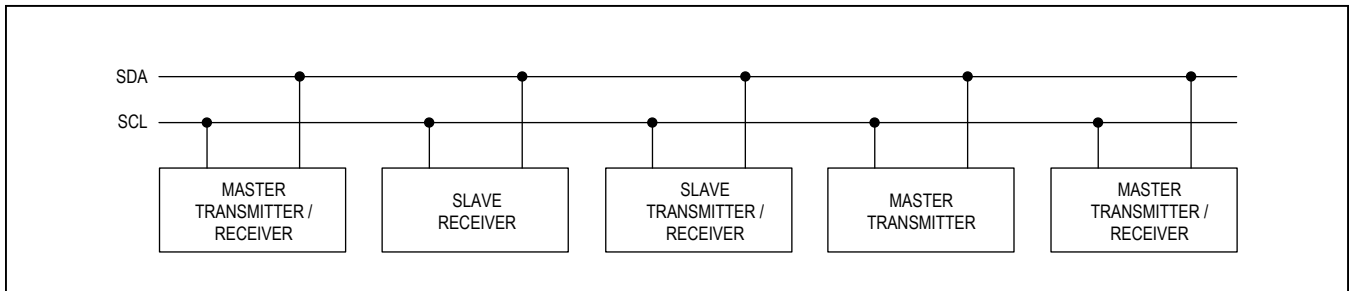 SDA
SCL
MASTER
TRANSMITTER /
RECEIVER
SLAVE
RECEIVER
SLAVE
TRANSMITTER /
RECEIVER
MASTER
TRANSMITTER
MASTER
TRANSMITTER /
RECEIVER